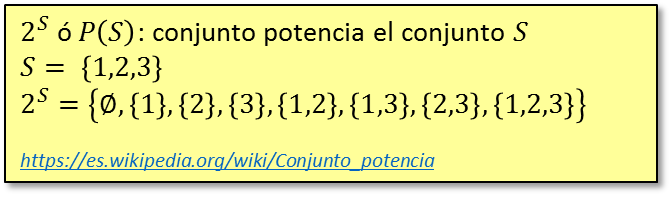 2^S ó P(S): conjunto potencia el conjunto S
S = {1,2,3}
2^S = {∅, {1}, {2}, {3}, {1,2}, {1,3}, {2,3}, {1,2,3}}
https://es.wikipedia.org/wiki/Conjunto_potencia